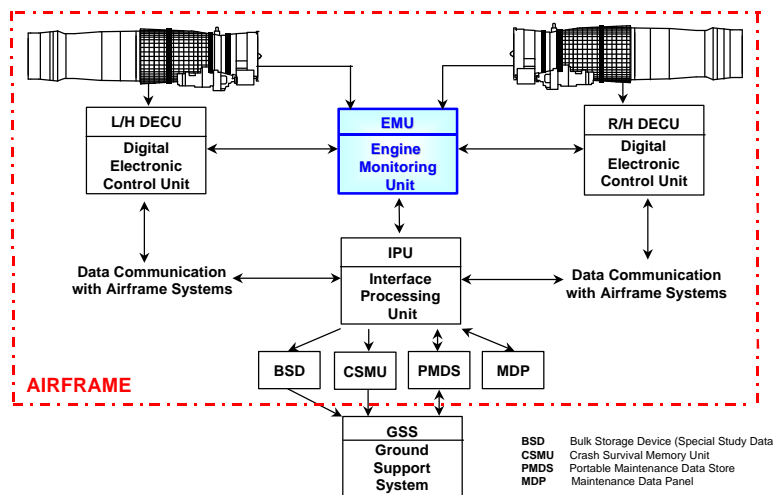 L/H DECU
Digital
Electronic
Control Unit
EMU
Engine
Monitoring
Unit
R/H DECU
Digital
Electronic
Control Unit
Data Communication
with Airframe Systems
IPU
Interface
Processing
Unit
Data Communication
with Airframe Systems
BSD
CSMU
PMDS
MDP
AIRFRAME
GSS
Ground
Support
System
BSD Bulk Storage Device (Special Study Data
CSMU Crash Survival Memory Unit
PMDS Portable Maintenance Data Store
MDP Maintenance Data Panel